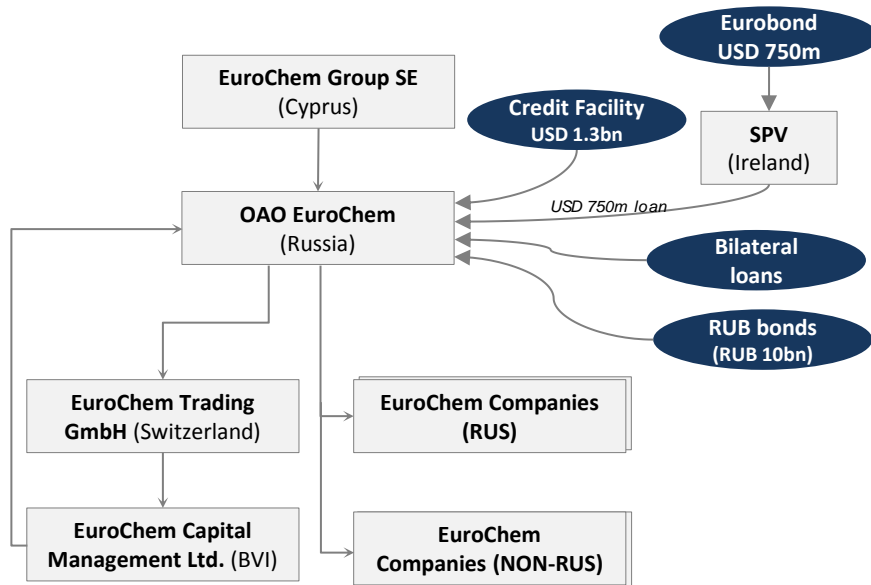 Eurobond
USD 750m
EuroChem Group SE
(Cyprus)
Credit Facility
USD 1.3bn
SPV
(Ireland)
USD 750m loan
OAO EuroChem
(Russia)
Bilateral
loans
RUB bonds
(RUB 10bn)
EuroChem Trading
GmbH (Switzerland)
EuroChem Companies
(RUS)
EuroChem Capital
Management Ltd. (BVI)
EuroChem
Companies (NON-RUS)